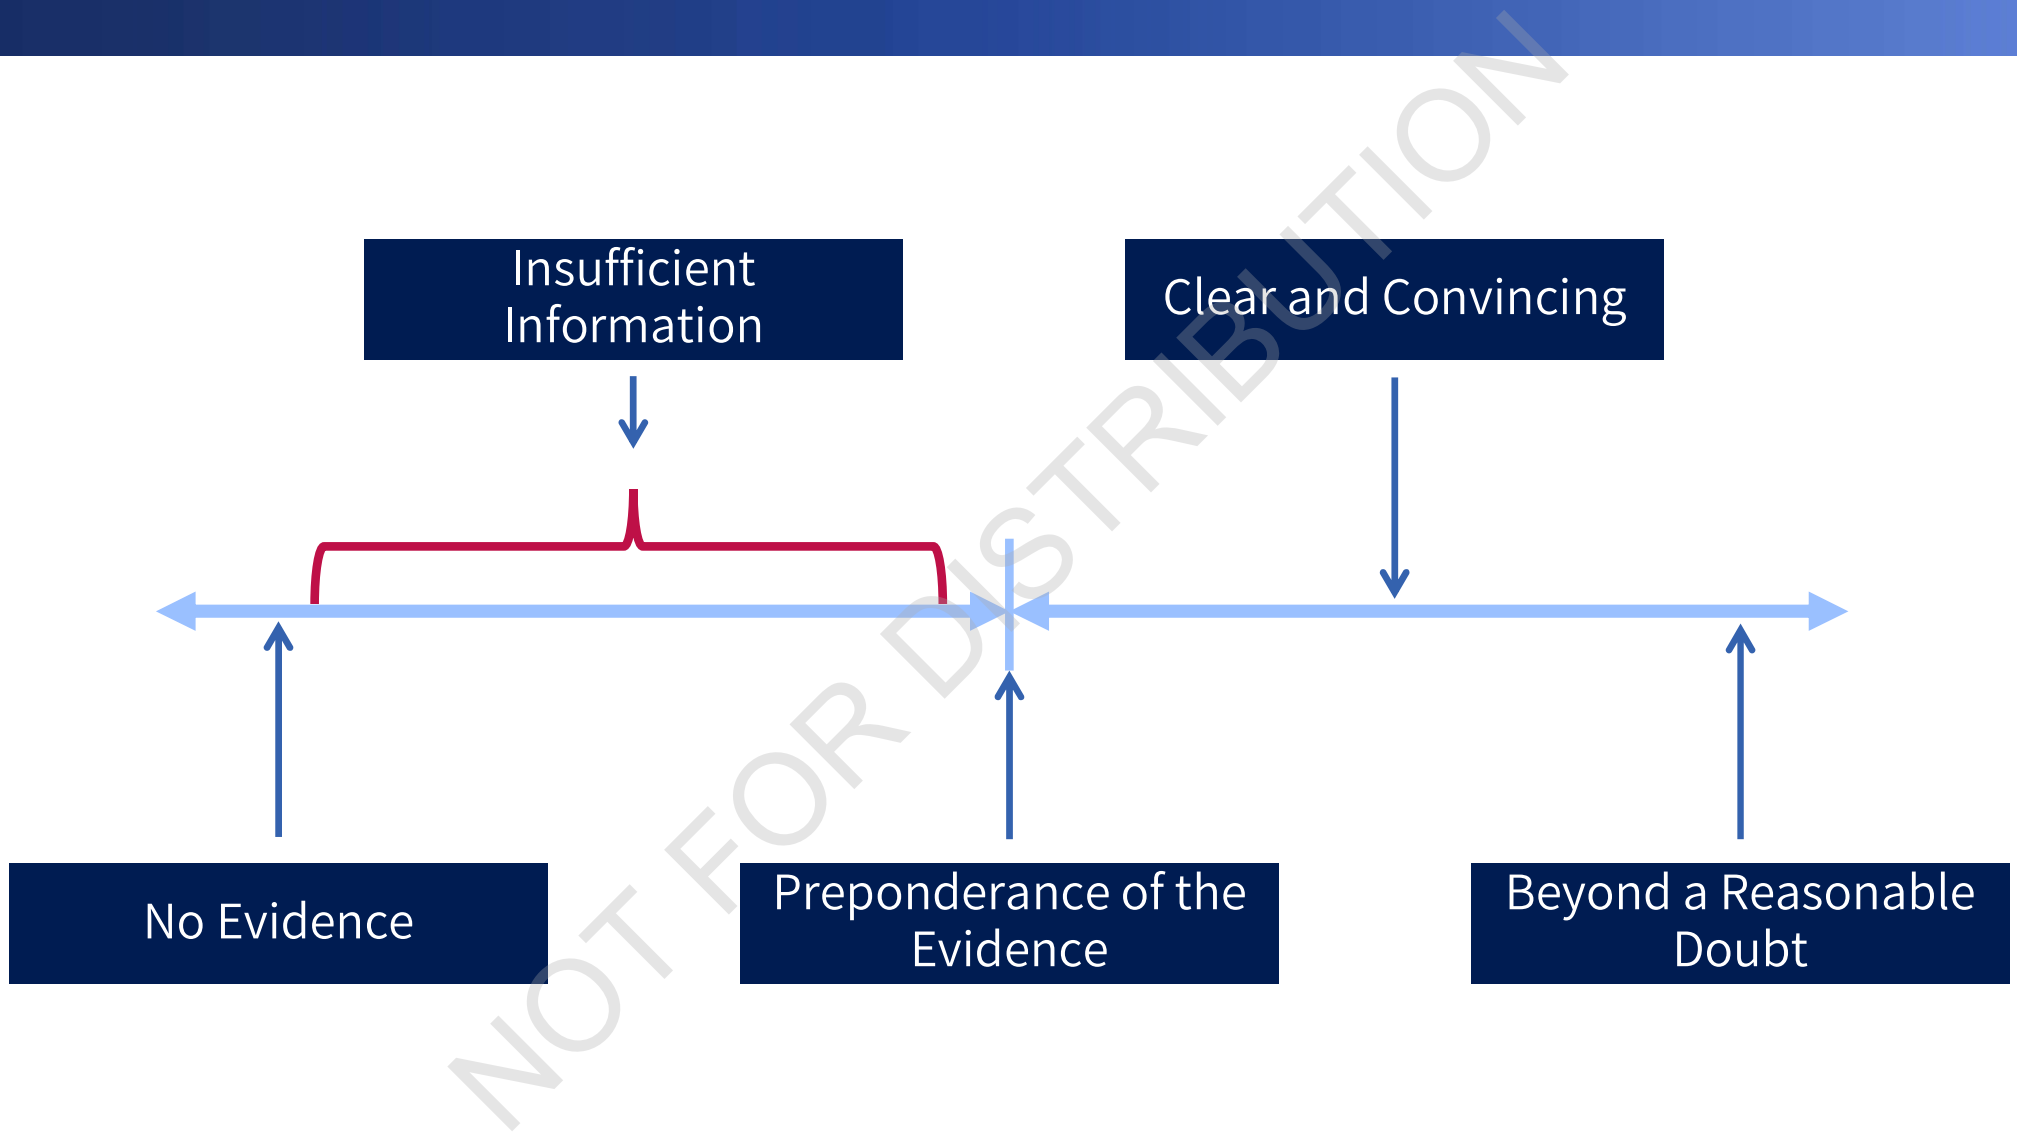 Insufficient
Information
Clear and Convincing
No Evidence
Preponderance of the
Evidence
Beyond a Reasonable
Doubt
NOT FOR DISTRIBUTION